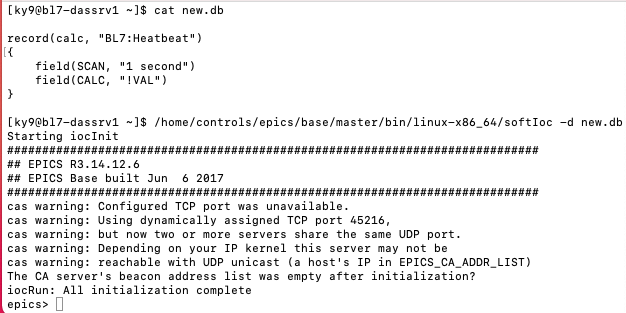 [ky9@bl7-dassrv1 ~]$ cat new.db
record(calc, "BL7:Heatbeat")
{
field(SCAN, "1 second")
field(CALC, "!VAL")
}
[ky9@bl7-dassrv1 ~]$ /home/controls/epics/base/master/bin/linux-x86_64/softIoc -d new.db
Starting iocInit
############################################################################
## EPICS R3.14.12.6
## EPICS Base built Jun  6 2017
############################################################################
cas warning: Configured TCP port was unavailable.
cas warning: Using dynamically assigned TCP port 45216,
cas warning: but now two or more servers share the same UDP port.
cas warning: Depending on your IP kernel this server may not be
cas warning: reachable with UDP unicast (a host's IP in EPICS_CA_ADDR_LIST)
The CA server's beacon address list was empty after initialization?
iocRun: All initialization complete
epics>